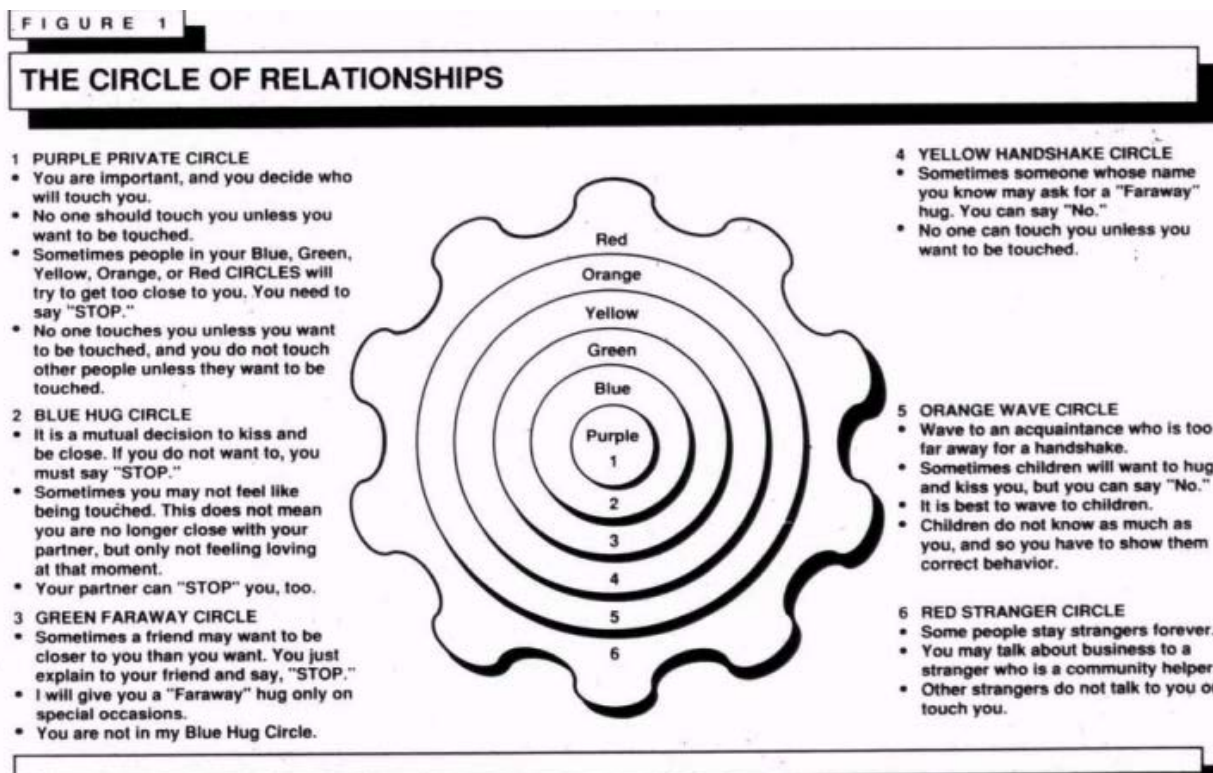 FIGURE 1
THE CIRCLE OF RELATIONSHIPS
1 PURPLE PRIVATE CIRCLE
• You are important, and you decide who
will touch you.
• No one should touch you unless you
want to be touched.
• Sometimes people in your Blue, Green,
Yellow, Orange, or Red CIRCLES will
try to get too close to you. You need to
say "STOP."
• No one touches you unless you want
to be touched, and you do not touch
other people unless they want to be
touched.
2 BLUE HUG CIRCLE
• It is a mutual decision to kiss and
be close. If you do not want to, you
must say "STOP."
• Sometimes you may not feel like
being touched. This does not mean
you are no longer close with your
partner, but only not feeling loving
at that moment.
• Your partner can "STOP" you, too.
3 GREEN FARAWAY CIRCLE
• Sometimes a friend may want to be
closer to you than you want. You just
explain to your friend and say, "STOP."
• I will give you a "Faraway" hug only on
special occasions.
• You are not in my Blue Hug Circle.
Red
Orange
Yellow
Green
Blue
Purple
1
2
3
4
5
6
4 YELLOW HANDSHAKE CIRCLE
• Sometimes someone whose name
you know may ask for a "Faraway"
hug. You can say "No."
• No one can touch you unless you
want to be touched.
5 ORANGE WAVE CIRCLE
• Wave to an acquaintance who is too
far away for a handshake.
• Sometimes children will want to hug
and kiss you, but you can say "No."
• It is best to wave to children.
• Children do not know as much as
you, and so you have to show them
correct behavior.
6 RED STRANGER CIRCLE
• Some people stay strangers forever.
• You may talk about business to a
stranger who is a community helper
• Other strangers do not talk to you
touch you.